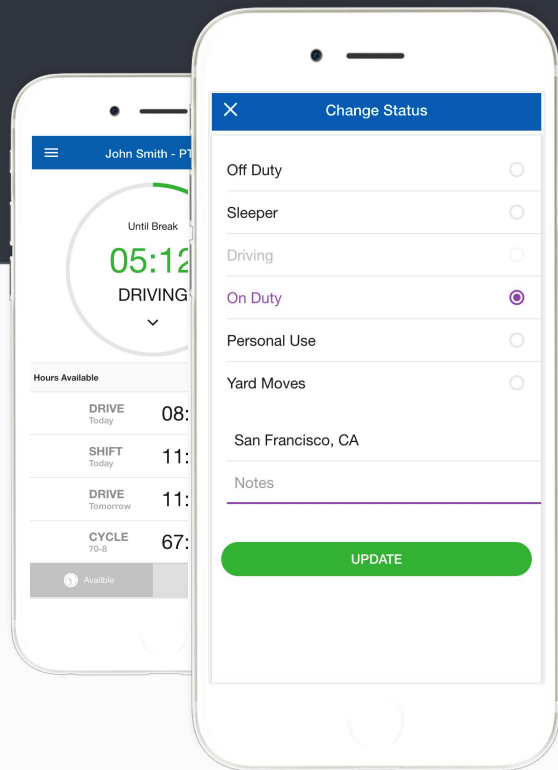 John Smith - PT
Until Break
05:12
DRIVING
Hours Available
DRIVE 08:
Today
SHIFT 11:
Today
DRIVE 11:
Tomorrow
CYCLE 67:
70-8
Availble
Change Status
Off Duty
Sleeper
Driving
On Duty
Personal Use
Yard Moves
San Francisco, CA
Notes
UPDATE